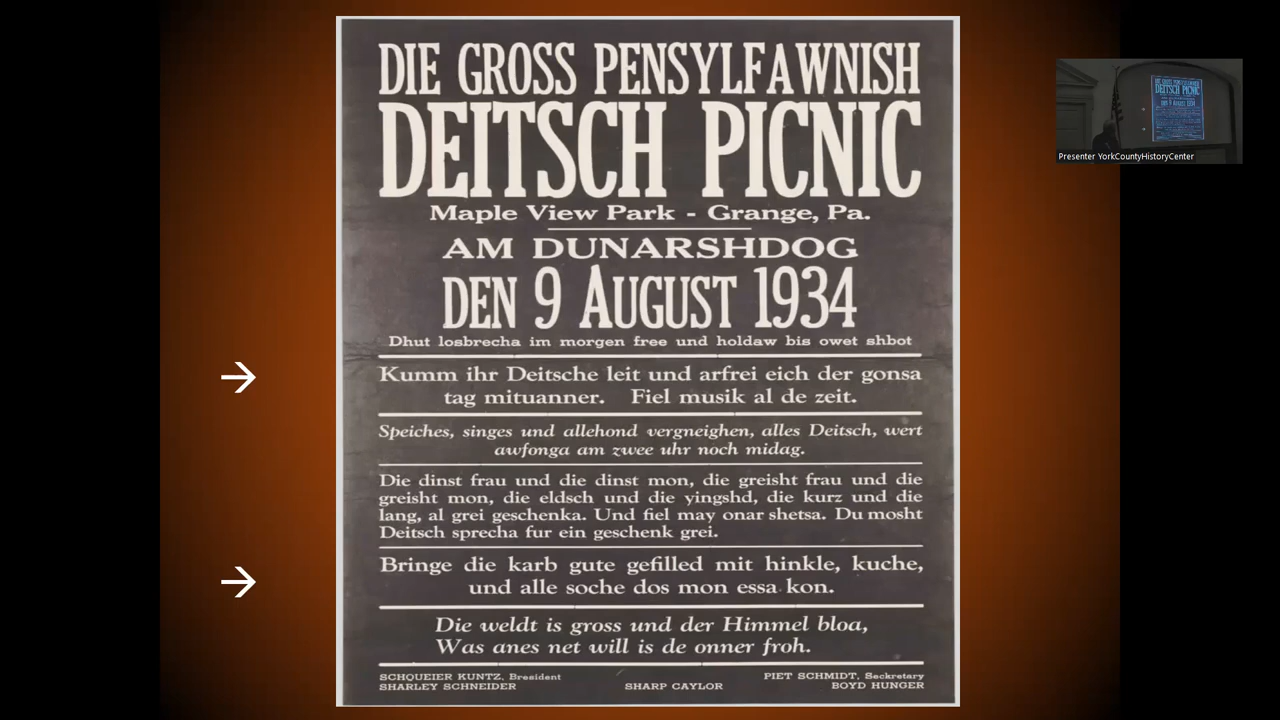 DIE GROSS PENSYLFAWNISH
DEITSCH PICNIC
Maple View Park - Grange, Pa.
AM DUNARSHDOG
DEN 9 AUGUST 1934
Dhut losbrecha im morgen free und holdaw bis owet shbot
Kumm ihr Deitsche leit und arfrei eich der gonsa
tag mituanner. Fiel musik al de zeit.
Speiches, singes und allehond vergneighen, alles Deitsch, wert
awfonga am zwee uhr noch midag.
Die dinst frau und die dinst mon, die greisht frau und die
greisht mon, die eldsch und die yingshd, die kurz und die
lang, al grei geschenka. Und fiel may onar shetsa. Du mosht
Deitsch sprecha fur ein geschenk grei.
Bringe die karb gute gefilled mit hinkle, kuche,
und alle soche dos mon essa kon.
Die weldt is gross und der Himmel bloa,
Was anes net will is de onner froh.
SCHQUEIER KUNTZ, Bresident
SHARLEY SCHNEIDER
SHARP CAYLOR
PIET SCHMIDT, Seckretary
BOYD HUNGER
DEITSCH PICNIC
Presenter YorkCountyHistoryCenter